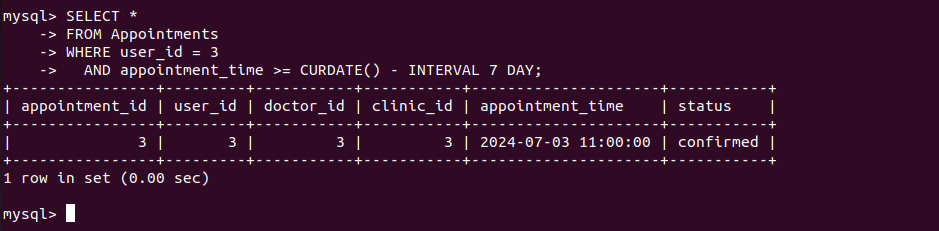 mysql> SELECT *
    -> FROM Appointments
    -> WHERE user_id = 3
    ->   AND appointment_time >= CURDATE() - INTERVAL 7 DAY;
+----------------+---------+-----------+-----------+---------------------+-----------+
| appointment_id | user_id | doctor_id | clinic_id | appointment_time    | status    |
+----------------+---------+-----------+-----------+---------------------+-----------+
|              3 |       3 |         3 |         3 | 2024-07-03 11:00:00 | confirmed |
+----------------+---------+-----------+-----------+---------------------+-----------+
1 row in set (0.00 sec)
mysql>